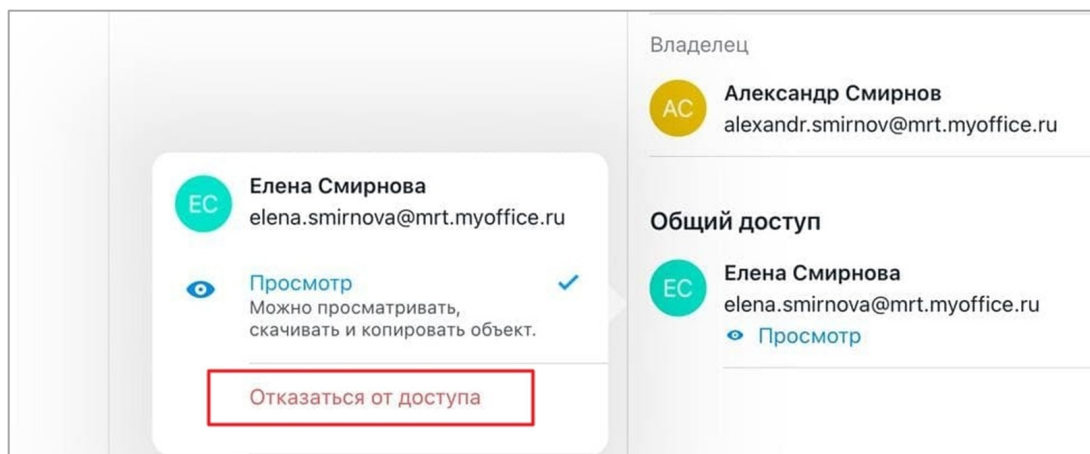 Владелец
АС
Александр Смирнов
alexandr.smirnov@mrt.myoffice.ru
Общий доступ
ЕС
Елена Смирнова
elena.smirnova@mrt.myoffice.ru
Просмотр
ЕС
Елена Смирнова
elena.smirnova@mrt.myoffice.ru
Просмотр
Можно просматривать,
скачивать и копировать объект.
Отказаться от доступа